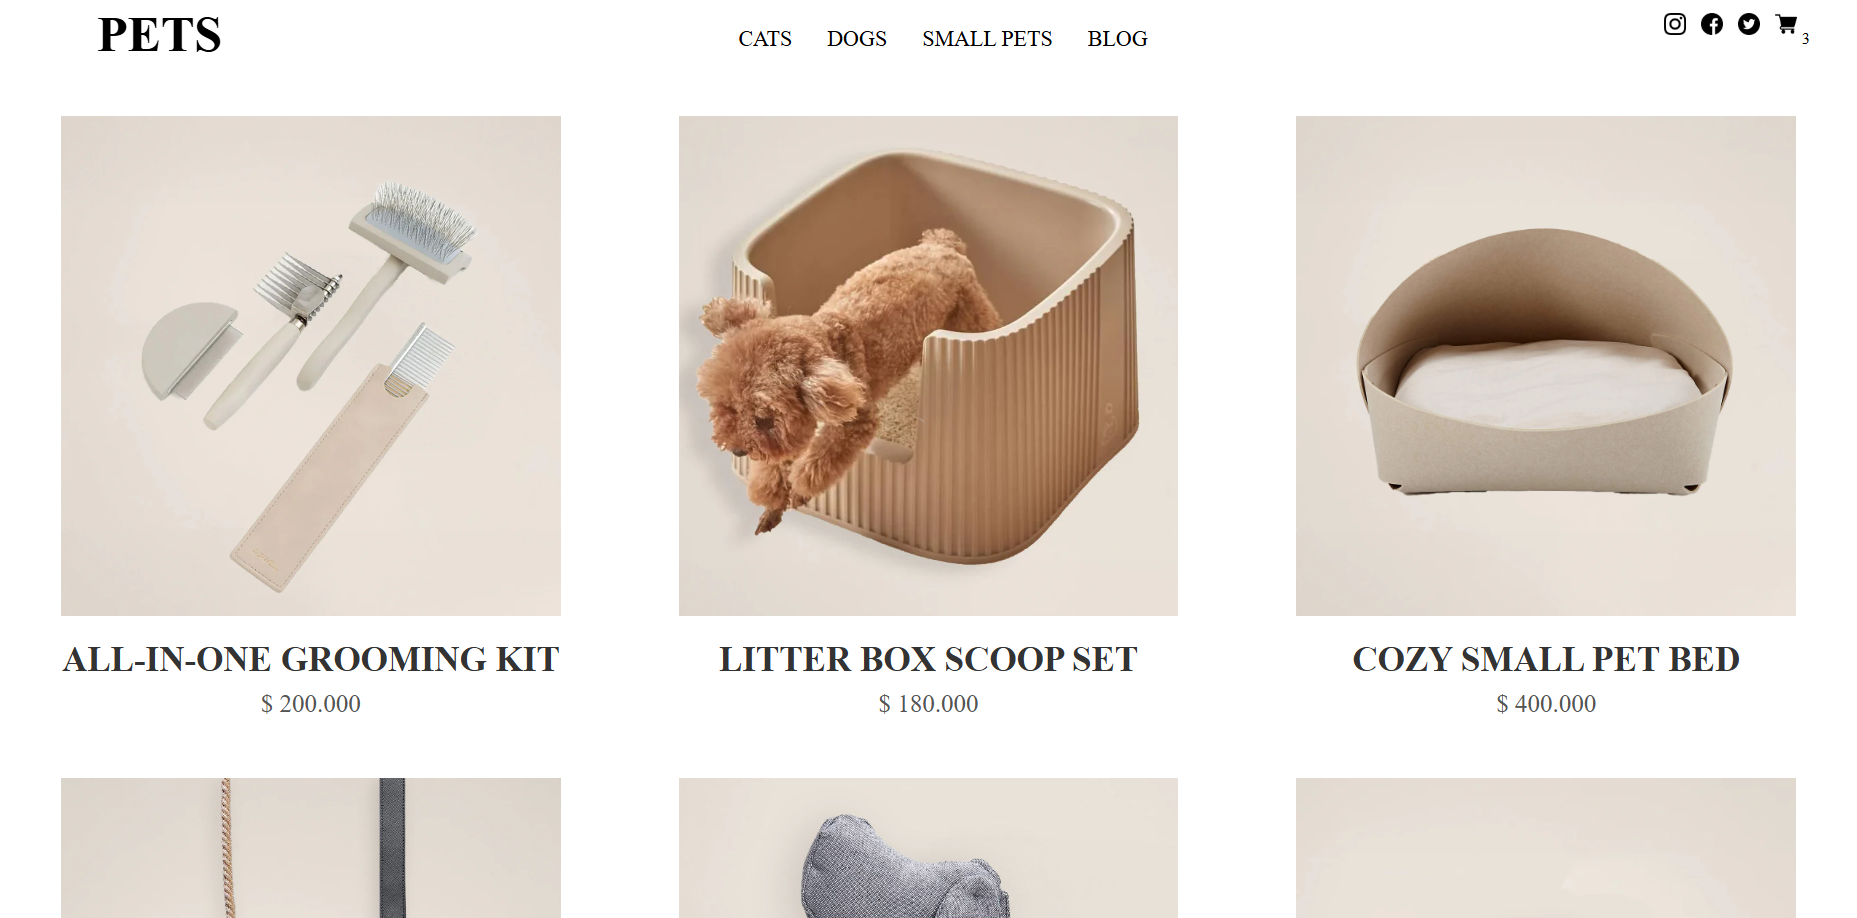 PETS
CATS DOGS SMALL PETS BLOG
3
ALL-IN-ONE GROOMING KIT
$ 200.000
LITTER BOX SCOOP SET
$ 180.000
COZY SMALL PET BED
$ 400.000